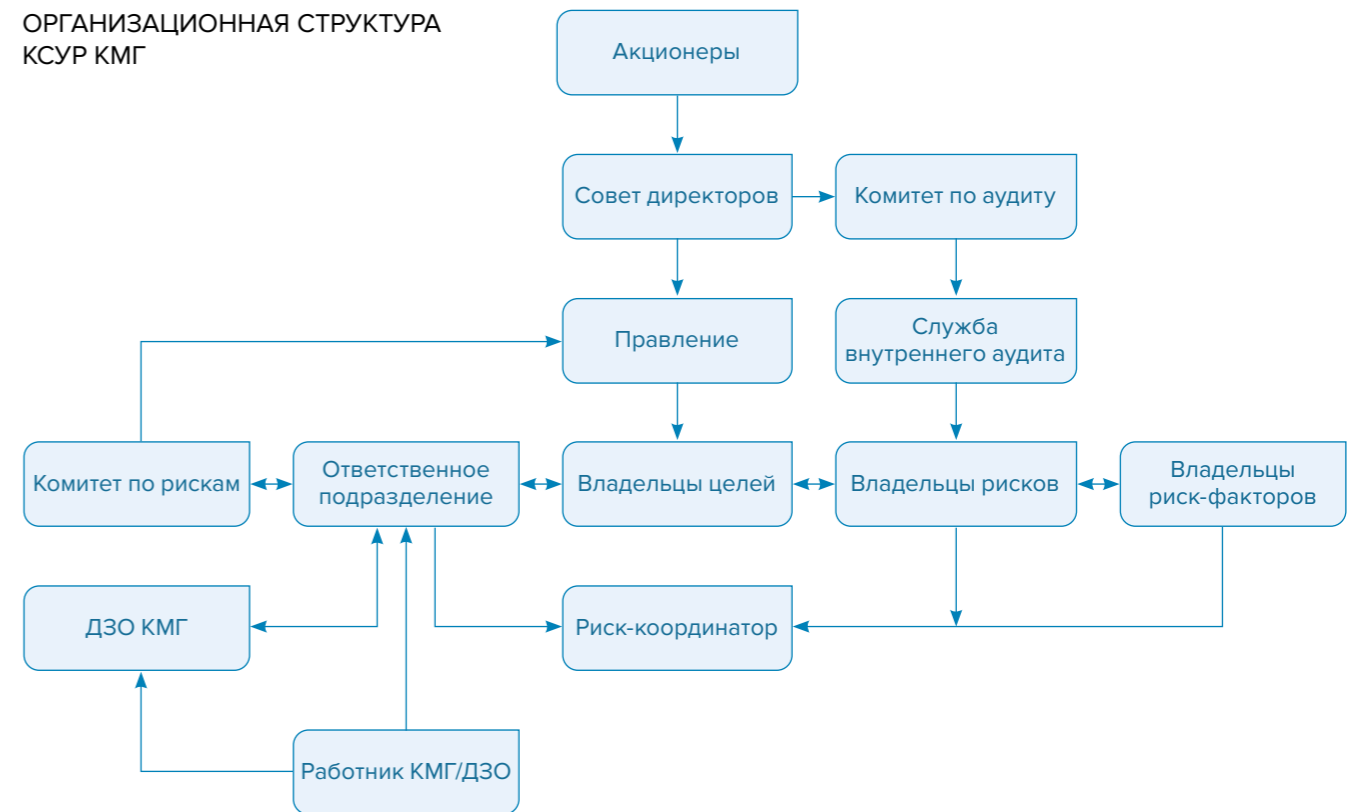 ОРГАНИЗАЦИОННАЯ СТРУКТУРА
КСУР КМГ
Акционеры
Совет директоров
Комитет по аудиту
Правление
Служба
внутреннего аудита
Комитет по рискам
Ответственное
подразделение
Владельцы целей
Владельцы рисков
Владельцы
риск-факторов
ДЗО КМГ
Риск-координатор
Работник КМГ/ДЗО